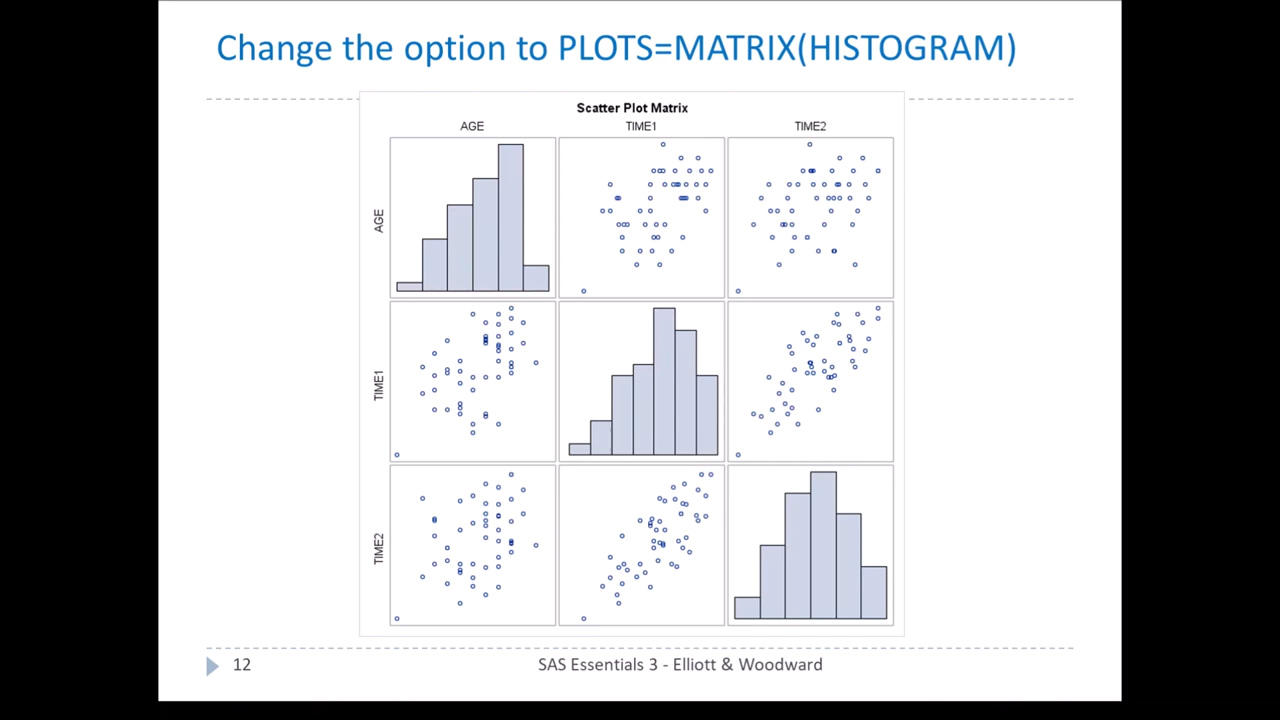 Change the option to PLOTS=MATRIX(HISTOGRAM)
Scatter Plot Matrix
AGE TIME1 TIME2
AGE
TIME1
TIME2
12 SAS Essentials 3 - Elliott & Woodward